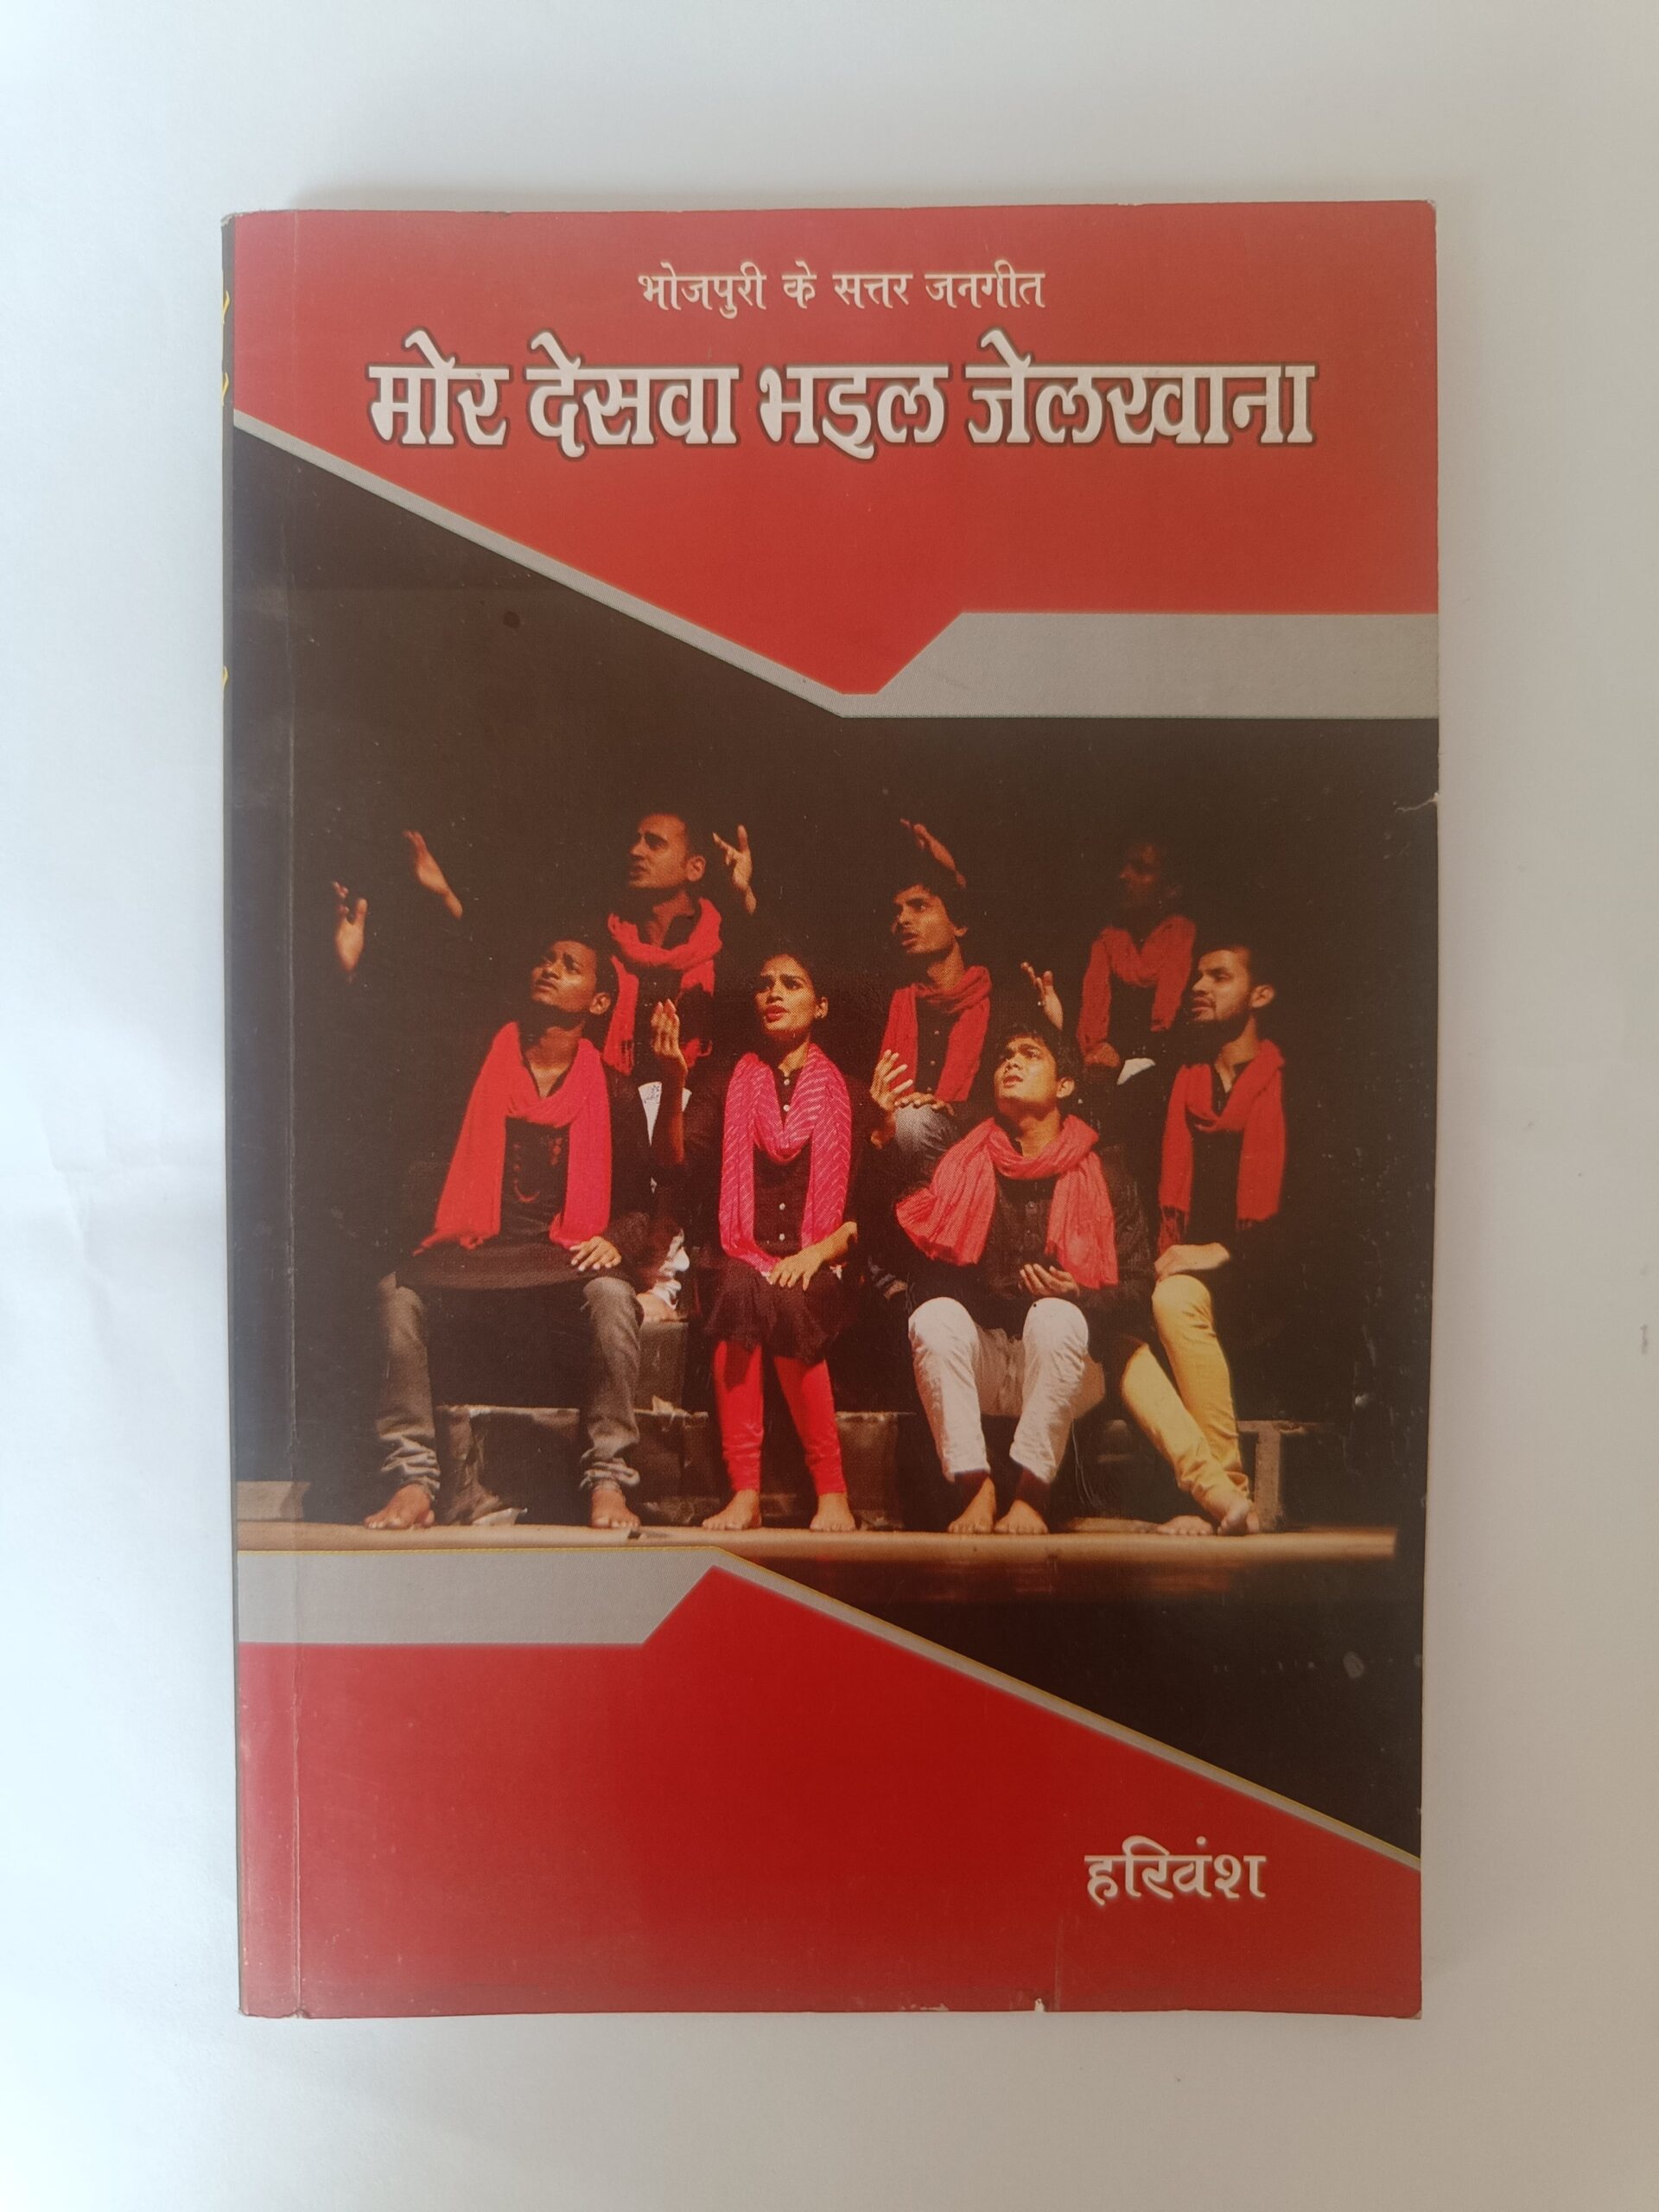 भोजपुरी के सत्तर जनगीत
मोर देसवा भइल जेलखाना
हरिवंश